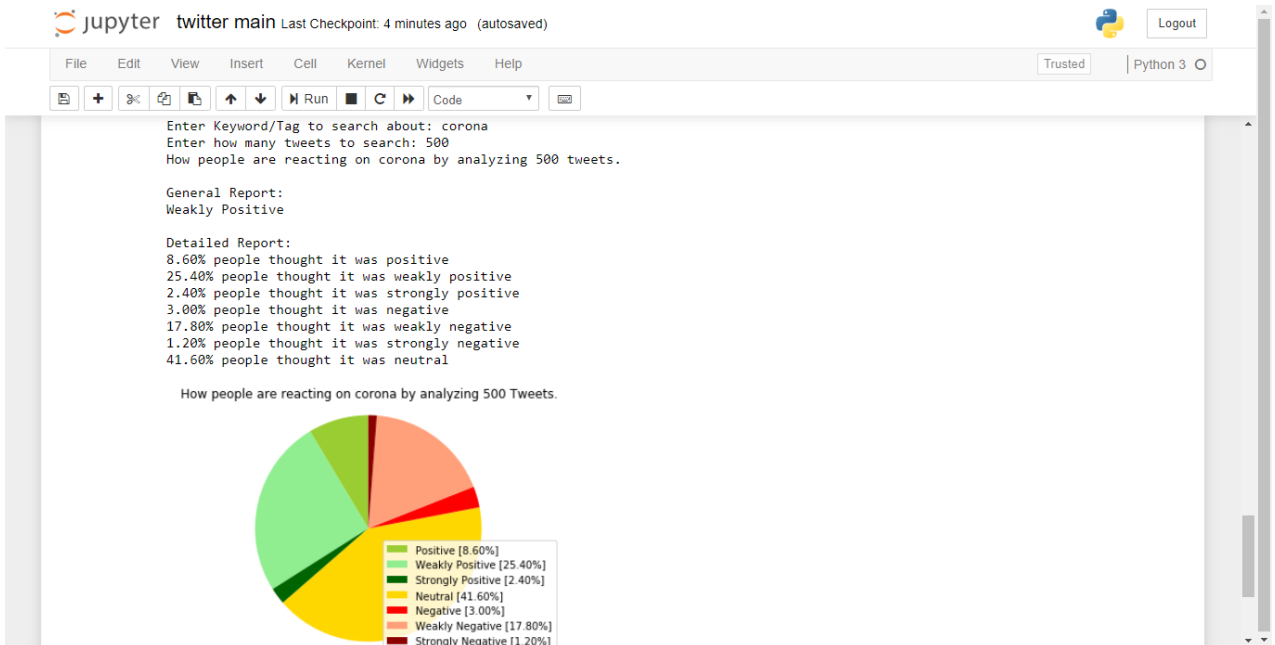 jupyter twitter main Last Checkpoint: 4 minutes ago (autosaved)
Logout
File Edit View Insert Cell Kernel Widgets Help
Trusted Python 3
Run Code
Enter Keyword/Tag to search about: corona
Enter how many tweets to search: 500
How people are reacting on corona by analyzing 500 tweets.
General Report:
Weakly Positive
Detailed Report:
8.60% people thought it was positive
25.40% people thought it was weakly positive
2.40% people thought it was strongly positive
3.00% people thought it was negative
17.80% people thought it was weakly negative
1.20% people thought it was strongly negative
41.60% people thought it was neutral
How people are reacting on corona by analyzing 500 Tweets.
Positive [8.60%]
Weakly Positive [25.40%]
Strongly Positive [2.40%]
Neutral [41.60%]
Negative [3.00%]
Weakly Negative [17.80%]
Strongly Negative [1.20%]